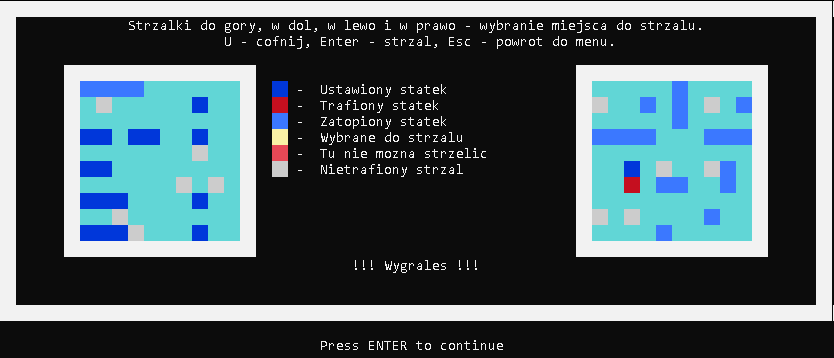 Strzalki do gory, w dol, w lewo i w prawo - wybranie miejsca do strzalu.
U - cofnij, Enter - strzal, Esc - powrot do menu.
- Ustawiony statek
- Trafiony statek
- Zatopiony statek
- Wybrane do strzalu
- Tu nie mozna strzelic
- Nietrafiony strzal
!!! Wygrales !!!
Press ENTER to continue